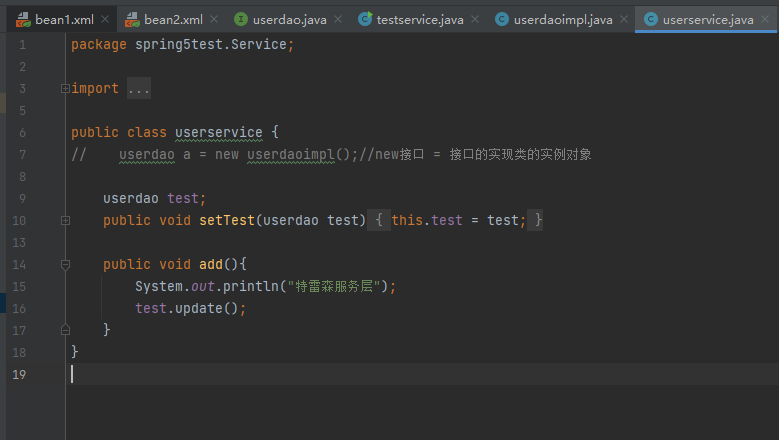 bean1.xml bean2.xml userdao.java testservice.java userdaoimpl.java userservice.java
1 package spring5test.Service;
2
3 import ...
5
6 public class userservice {
7 // userdao a = new userdaoimpl();//new接口 = 接口的实现类的实例对象
8
9 userdao test;
10 public void setTest(userdao test) { this.test = test; }
13
14 public void add(){
15 System.out.println("特雷森服务层");
16 test.update();
17 }
18 }
19